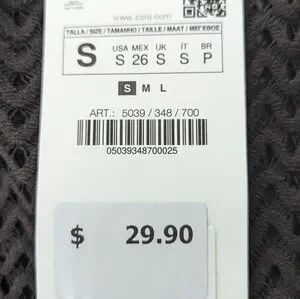 www.zara.com
TALLA / SIZE / TAMANHO / TAILLE / MAAT / МЕГЕӨОХ
S USA MEX UK IT BR
S 26 S S P
S M L
ART.: 5039 / 348 / 700
05039348700025
$ 29.90